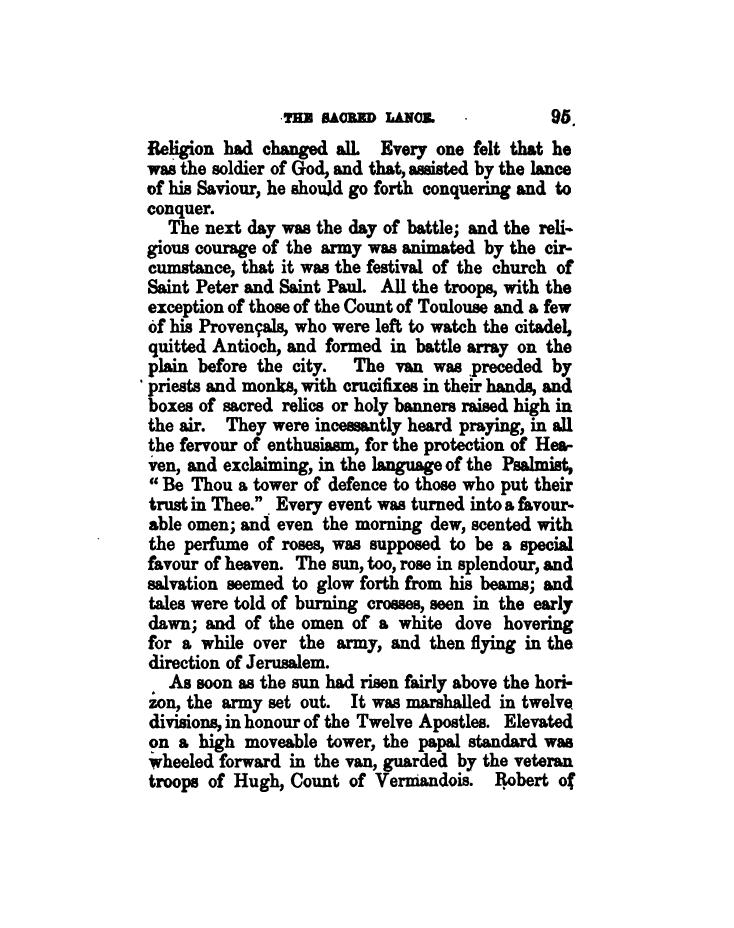 THE SACRED LANCE. 95
Religion had changed all. Every one felt that he
was the soldier of God, and that, assisted by the lance
of his Saviour, he should go forth conquering and to
conquer.
The next day was the day of battle; and the reli-
gious courage of the army was animated by the cir-
cumstance, that it was the festival of the church of
Saint Peter and Saint Paul. All the troops, with the
exception of those of the Count of Toulouse and a few
of his Provençals, who were left to watch the citadel,
quitted Antioch, and formed in battle array on the
plain before the city. The van was preceded by
priests and monks, with crucifixes in their hands, and
boxes of sacred relics or holy banners raised high in
the air. They were incessantly heard praying, in all
the fervour of enthusiasm, for the protection of Hea-
ven, and exclaiming, in the language of the Psalmist,
“Be Thou a tower of defence to those who put their
trust in Thee.” Every event was turned into a favour-
able omen; and even the morning dew, scented with
the perfume of roses, was supposed to be a special
favour of heaven. The sun, too, rose in splendour, and
salvation seemed to glow forth from his beams; and
tales were told of burning crosses, seen in the early
dawn; and of the omen of a white dove hovering
for a while over the army, and then flying in the
direction of Jerusalem.
As soon as the sun had risen fairly above the hori-
zon, the army set out. It was marshalled in twelve
divisions, in honour of the Twelve Apostles. Elevated
on a high moveable tower, the papal standard was
wheeled forward in the van, guarded by the veteran
troops of Hugh, Count of Vermandois. Robert of